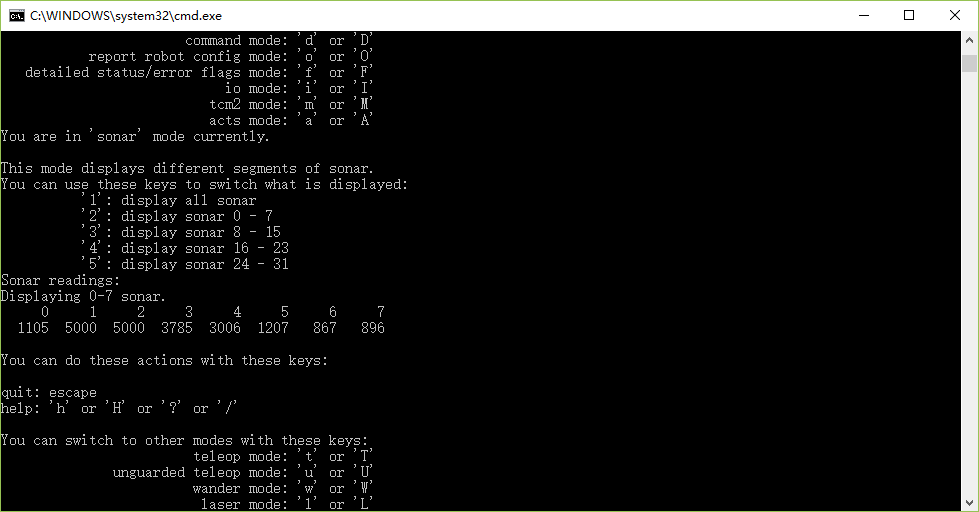 C:\WINDOWS\system32\cmd.exe
command mode: 'd' or 'D'
report robot config mode: 'o' or 'O'
detailed status/error flags mode: 'f' or 'F'
io mode: 'i' or 'I'
tcm2 mode: 'm' or 'M'
acts mode: 'a' or 'A'
You are in 'sonar' mode currently.
This mode displays different segments of sonar.
You can use these keys to switch what is displayed:
'1': display all sonar
'2': display sonar 0 - 7
'3': display sonar 8 - 15
'4': display sonar 16 - 23
'5': display sonar 24 - 31
Sonar readings:
Displaying 0-7 sonar.
0 1 2 3 4 5 6 7
1105 5000 5000 3785 3006 1207 867 896
You can do these actions with these keys:
quit: escape
help: 'h' or 'H' or '?' or '/'
You can switch to other modes with these keys:
teleop mode: 't' or 'T'
unguarded teleop mode: 'u' or 'U'
wander mode: 'w' or 'W'
laser mode: 'l' or 'L'